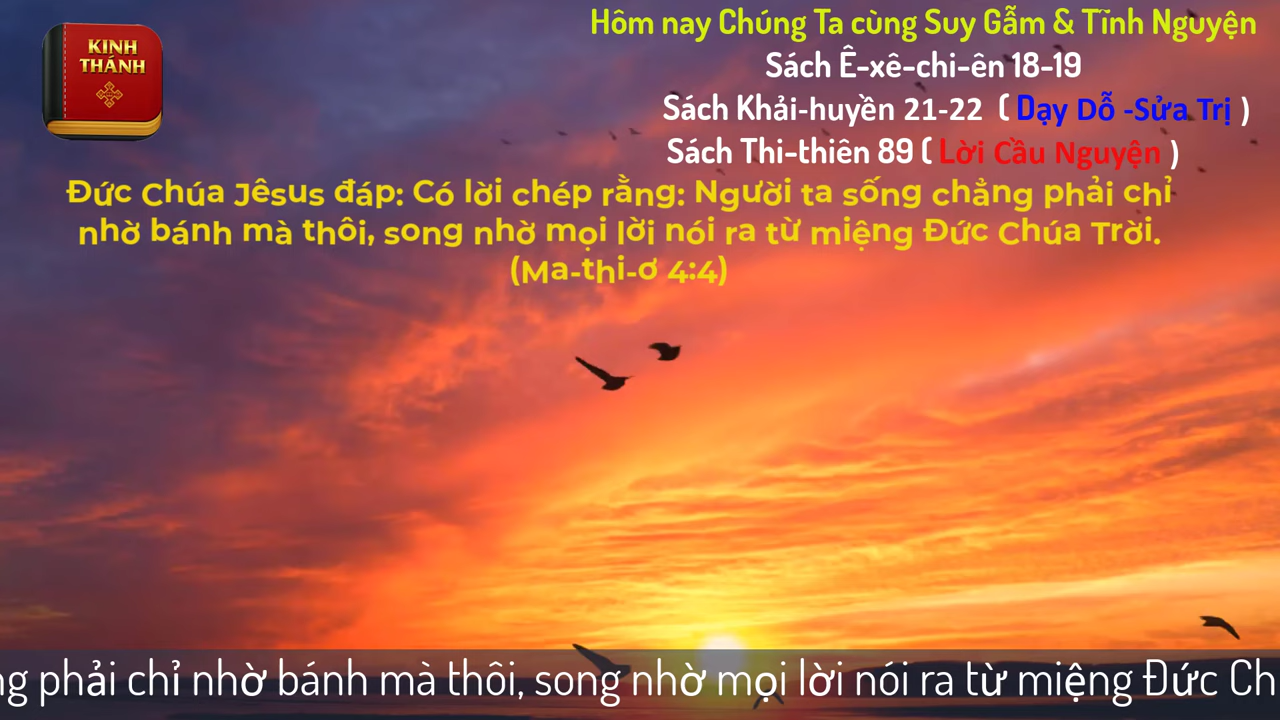 KINH
THÁNH
Hôm nay Chúng Ta cùng Suy Gẫm & Tĩnh Nguyện
Sách Ê-xê-chi-ên 18-19
Sách Khải-huyền 21-22 ( Dạy Dỗ -Sửa Trị )
Sách Thi-thiên 89 ( Lời Cầu Nguyện )
Đức Chúa Jêsus đáp: Có lời chép rằng: Người ta sống chẳng phải chỉ
nhờ bánh mà thôi, song nhờ mọi lời nói ra từ miệng Đức Chúa Trời.
(Ma-thi-ơ 4:4)
ng phải chỉ nhờ bánh mà thôi, song nhờ mọi lời nói ra từ miệng Đức Ch